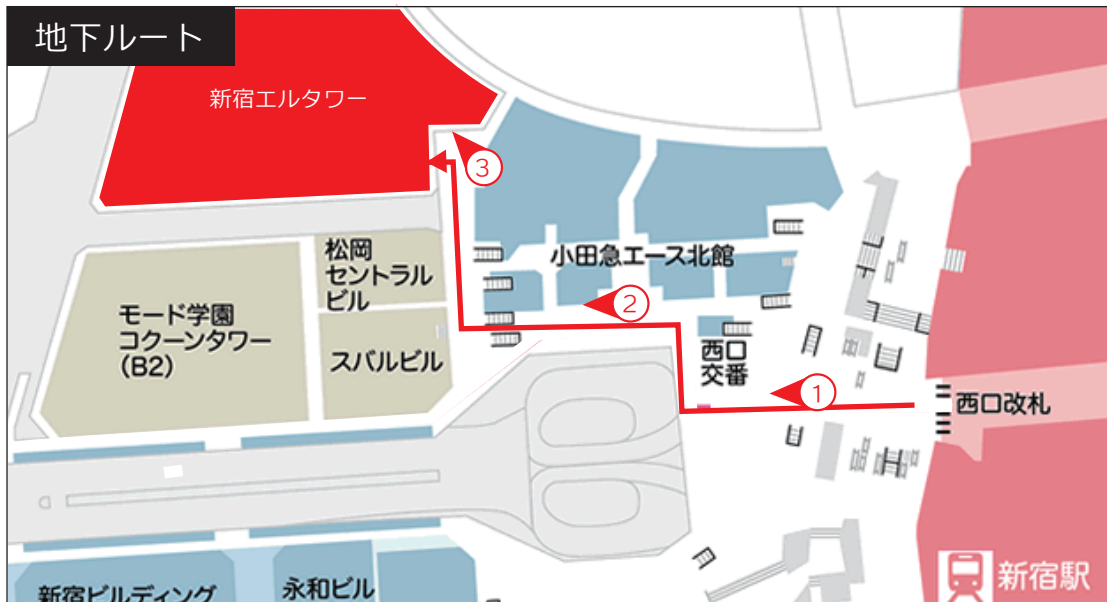 地下ルート
新宿エルタワー
3
松岡
セントラル
ビル
小田急エース北館
2
モード学園
コクーンタワー
(B2)
スバルビル
西口
交番
1
西口改札
新宿ビルディング
永和ビル
新宿駅